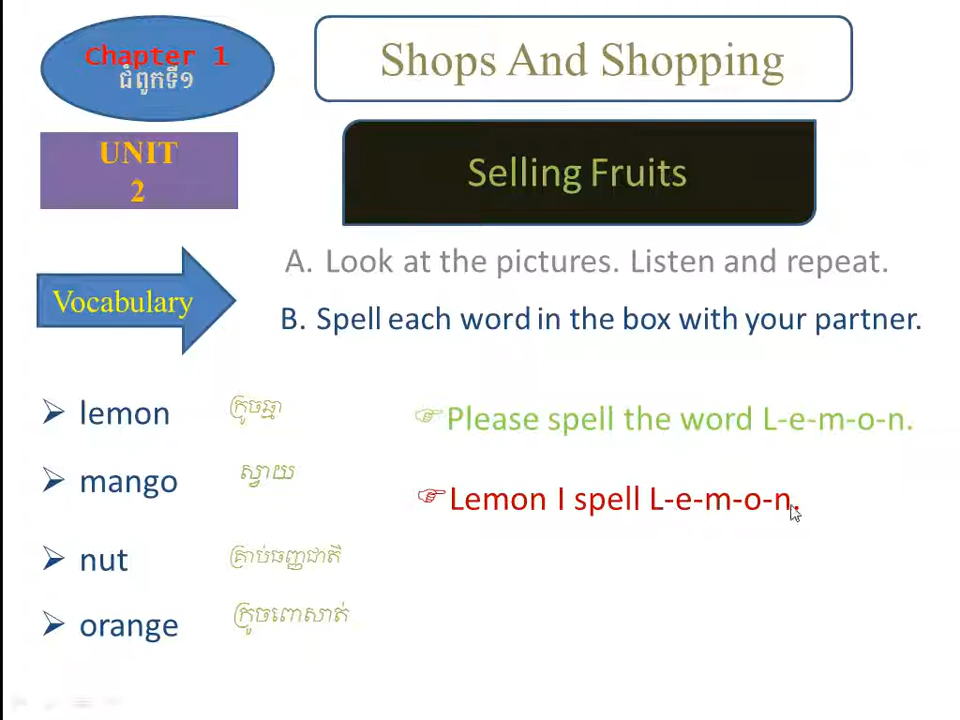 Chapter 1
ជំពូកទី១
Shops And Shopping
UNIT
2
Selling Fruits
Vocabulary
A. Look at the pictures. Listen and repeat.
B. Spell each word in the box with your partner.
lemon ក្រូចឆ្មា
mango ស្វាយ
nut គ្រាប់ធញ្ញជាតិ
orange ក្រូចពោសាត់
Please spell the word L-e-m-o-n.
Lemon I spell L-e-m-o-n.